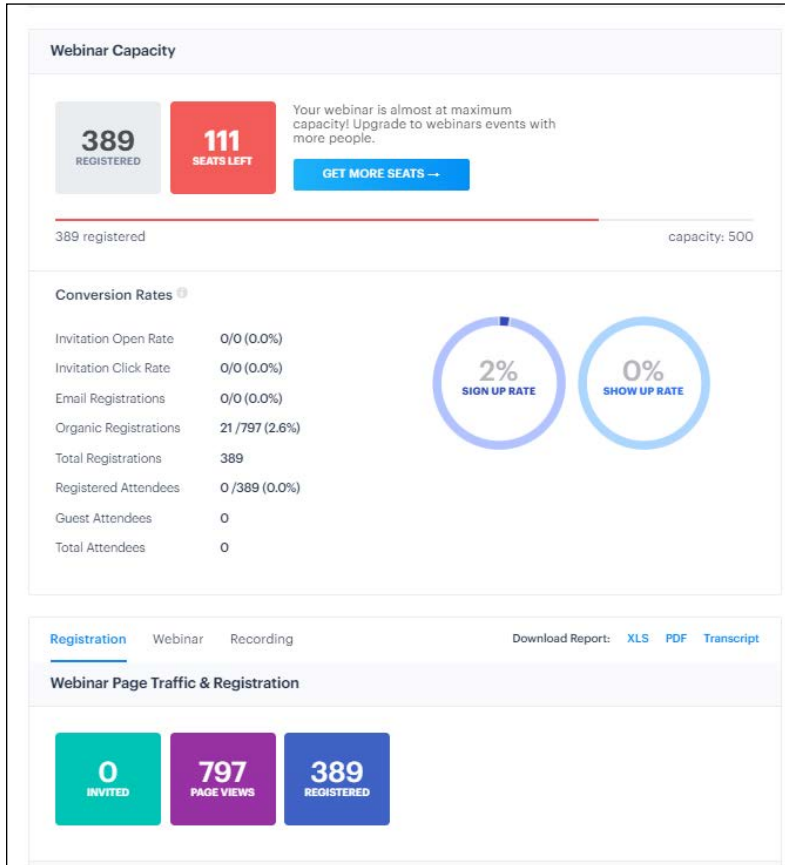 Webinar Capacity
389
REGISTERED
111
SEATS LEFT
Your webinar is almost at maximum
capacity! Upgrade to webinars events with
more people.
GET MORE SEATS →
389 registered
capacity: 500
Conversion Rates
Invitation Open Rate 0/0 (0.0%)
Invitation Click Rate 0/0 (0.0%)
Email Registrations 0/0 (0.0%)
Organic Registrations 21 /797 (2.6%)
Total Registrations 389
Registered Attendees 0 /389 (0.0%)
Guest Attendees 0
Total Attendees 0
2%
SIGN UP RATE
0%
SHOW UP RATE
Registration Webinar Recording Download Report: XLS PDF Transcript
Webinar Page Traffic & Registration
0
INVITED
797
PAGE VIEWS
389
REGISTERED